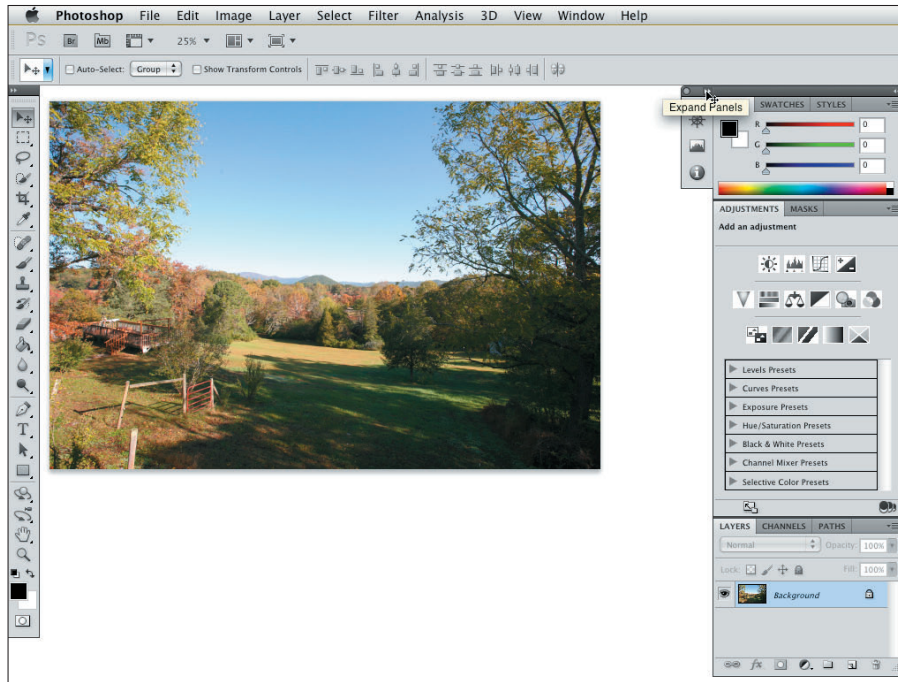 Photoshop File Edit Image Layer Select Filter Analysis 3D View Window Help
Ps Br Mb 25%
Auto-Select: Group Show Transform Controls
Expand Panels
SWATCHES STYLES
R 0
G 0
B 0
ADJUSTMENTS MASKS
Add an adjustment
Levels Presets
Curves Presets
Exposure Presets
Hue/Saturation Presets
Black & White Presets
Channel Mixer Presets
Selective Color Presets
LAYERS CHANNELS PATHS
Normal Opacity: 100%
Lock: Fill: 100%
Background
fx